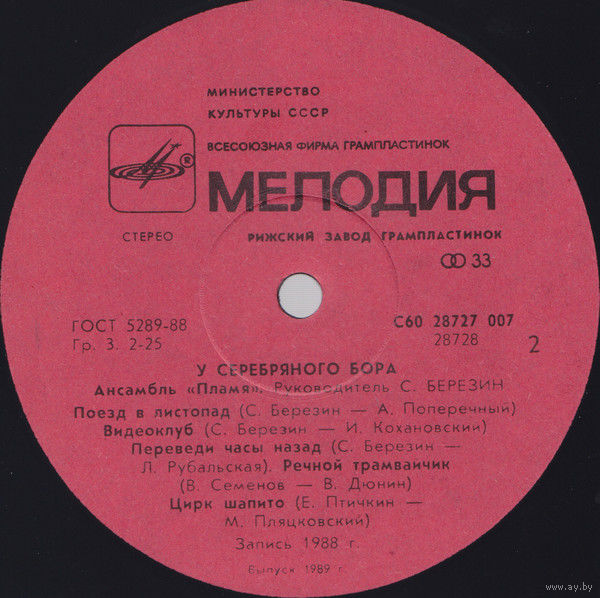 МИНИСТЕРСТВО
КУЛЬТУРЫ СССР
ВСЕСОЮЗНАЯ ФИРМА ГРАМПЛАСТИНОК
®
МЕЛОДИЯ
СТЕРЕО
РИЖСКИЙ ЗАВОД ГРАМПЛАСТИНОК
33
ГОСТ 5289-88
Гр. 3. 2-25
С60 28727 007
28728
2
У СЕРЕБРЯНОГО БОРА
Ансамбль «Пламя». Руководитель С. БЕРЕЗИН
Поезд в листопад (С. Березин — А. Поперечный)
Видеоклуб (С. Березин — И. Кохановский)
Переведи часы назад (С. Березин —
Л. Рубальская). Речной трамвайчик
(В. Семенов — В. Дюнин)
Цирк шапито (Е. Птичкин —
М. Пляцковский)
Запись 1988 г.
Выпуск 1989 г.
www.ay.by